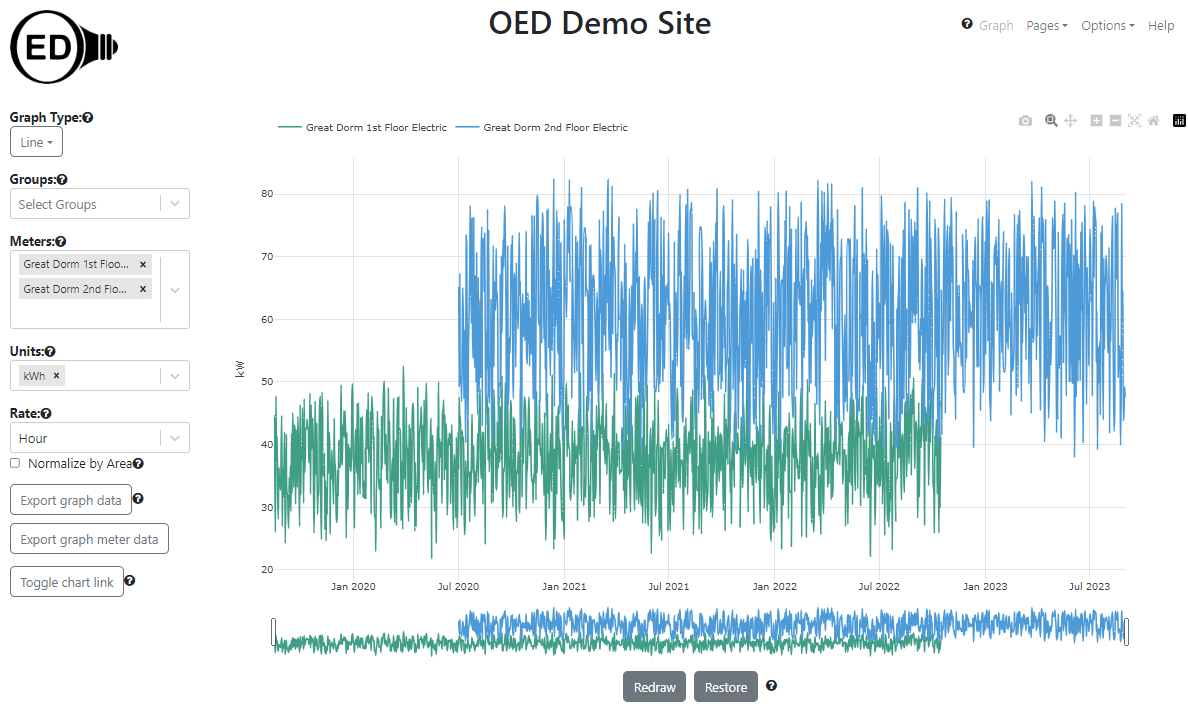 ED
OED Demo Site
Graph Pages Options Help
Graph Type:
Line
Groups:
Select Groups
Meters:
Great Dorm 1st Floo... ×
Great Dorm 2nd Flo... ×
Units:
kWh ×
Rate:
Hour
Normalize by Area
Export graph data
Export graph meter data
Toggle chart link
Great Dorm 1st Floor Electric Great Dorm 2nd Floor Electric
kW
80
70
60
50
40
30
20
Jan 2020 Jul 2020 Jan 2021 Jul 2021 Jan 2022 Jul 2022 Jan 2023 Jul 2023
Redraw Restore